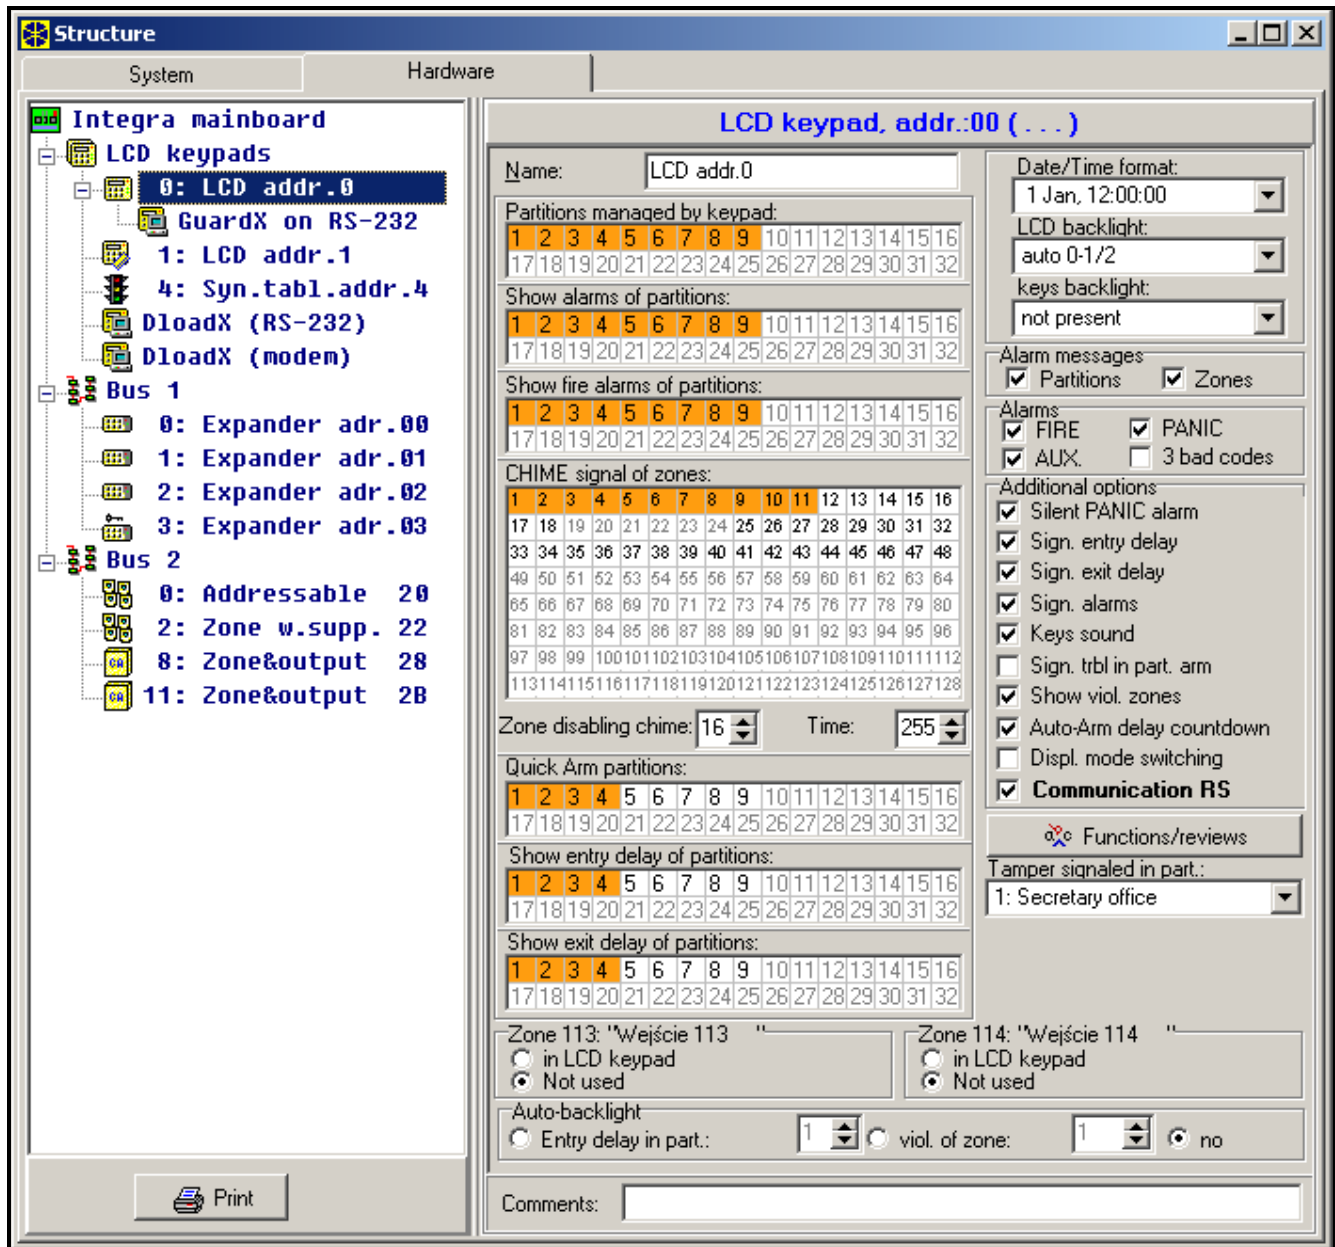 Structure
System Hardware
Integra mainboard
LCD keypads
0: LCD addr.0
GuardX on RS-232
1: LCD addr.1
4: Syn.tabl.addr.4
DloadX (RS-232)
DloadX (modem)
Bus 1
0: Expander adr.00
1: Expander adr.01
2: Expander adr.02
3: Expander adr.03
Bus 2
0: Addressable 20
2: Zone w.supp. 22
8: Zone&output 28
11: Zone&output 2B
Print
LCD keypad, addr.:00 ( . . . )
Name: LCD addr.0
Partitions managed by keypad:
1 2 3 4 5 6 7 8 9 10 11 12 13 14 15 16
17 18 19 20 21 22 23 24 25 26 27 28 29 30 31 32
Show alarms of partitions:
1 2 3 4 5 6 7 8 9 10 11 12 13 14 15 16
17 18 19 20 21 22 23 24 25 26 27 28 29 30 31 32
Show fire alarms of partitions:
1 2 3 4 5 6 7 8 9 10 11 12 13 14 15 16
17 18 19 20 21 22 23 24 25 26 27 28 29 30 31 32
CHIME signal of zones:
1 2 3 4 5 6 7 8 9 10 11 12 13 14 15 16
17 18 19 20 21 22 23 24 25 26 27 28 29 30 31 32
33 34 35 36 37 38 39 40 41 42 43 44 45 46 47 48
49 50 51 52 53 54 55 56 57 58 59 60 61 62 63 64
65 66 67 68 69 70 71 72 73 74 75 76 77 78 79 80
81 82 83 84 85 86 87 88 89 90 91 92 93 94 95 96
97 98 99 100 101 102 103 104 105 106 107 108 109 110 111 112
113 114 115 116 117 118 119 120 121 122 123 124 125 126 127 128
Zone disabling chime: 16 Time: 255
Quick Arm partitions:
1 2 3 4 5 6 7 8 9 10 11 12 13 14 15 16
17 18 19 20 21 22 23 24 25 26 27 28 29 30 31 32
Show entry delay of partitions:
1 2 3 4 5 6 7 8 9 10 11 12 13 14 15 16
17 18 19 20 21 22 23 24 25 26 27 28 29 30 31 32
Show exit delay of partitions:
1 2 3 4 5 6 7 8 9 10 11 12 13 14 15 16
17 18 19 20 21 22 23 24 25 26 27 28 29 30 31 32
Date/Time format:
1 Jan, 12:00:00
LCD backlight:
auto 0-1/2
keys backlight:
not present
Alarm messages
Partitions Zones
Alarms
FIRE PANIC
AUX. 3 bad codes
Additional options
Silent PANIC alarm
Sign. entry delay
Sign. exit delay
Sign. alarms
Keys sound
Sign. trbl in part. arm
Show viol. zones
Auto-Arm delay countdown
Displ. mode switching
Communication RS
Functions/reviews
Tamper signaled in part.:
1: Secretary office
Zone 113: "Wejście 113 "
in LCD keypad
Not used
Zone 114: "Wejście 114 "
in LCD keypad
Not used
Auto-backlight
Entry delay in part.: 1 viol. of zone: 1 no
Comments: